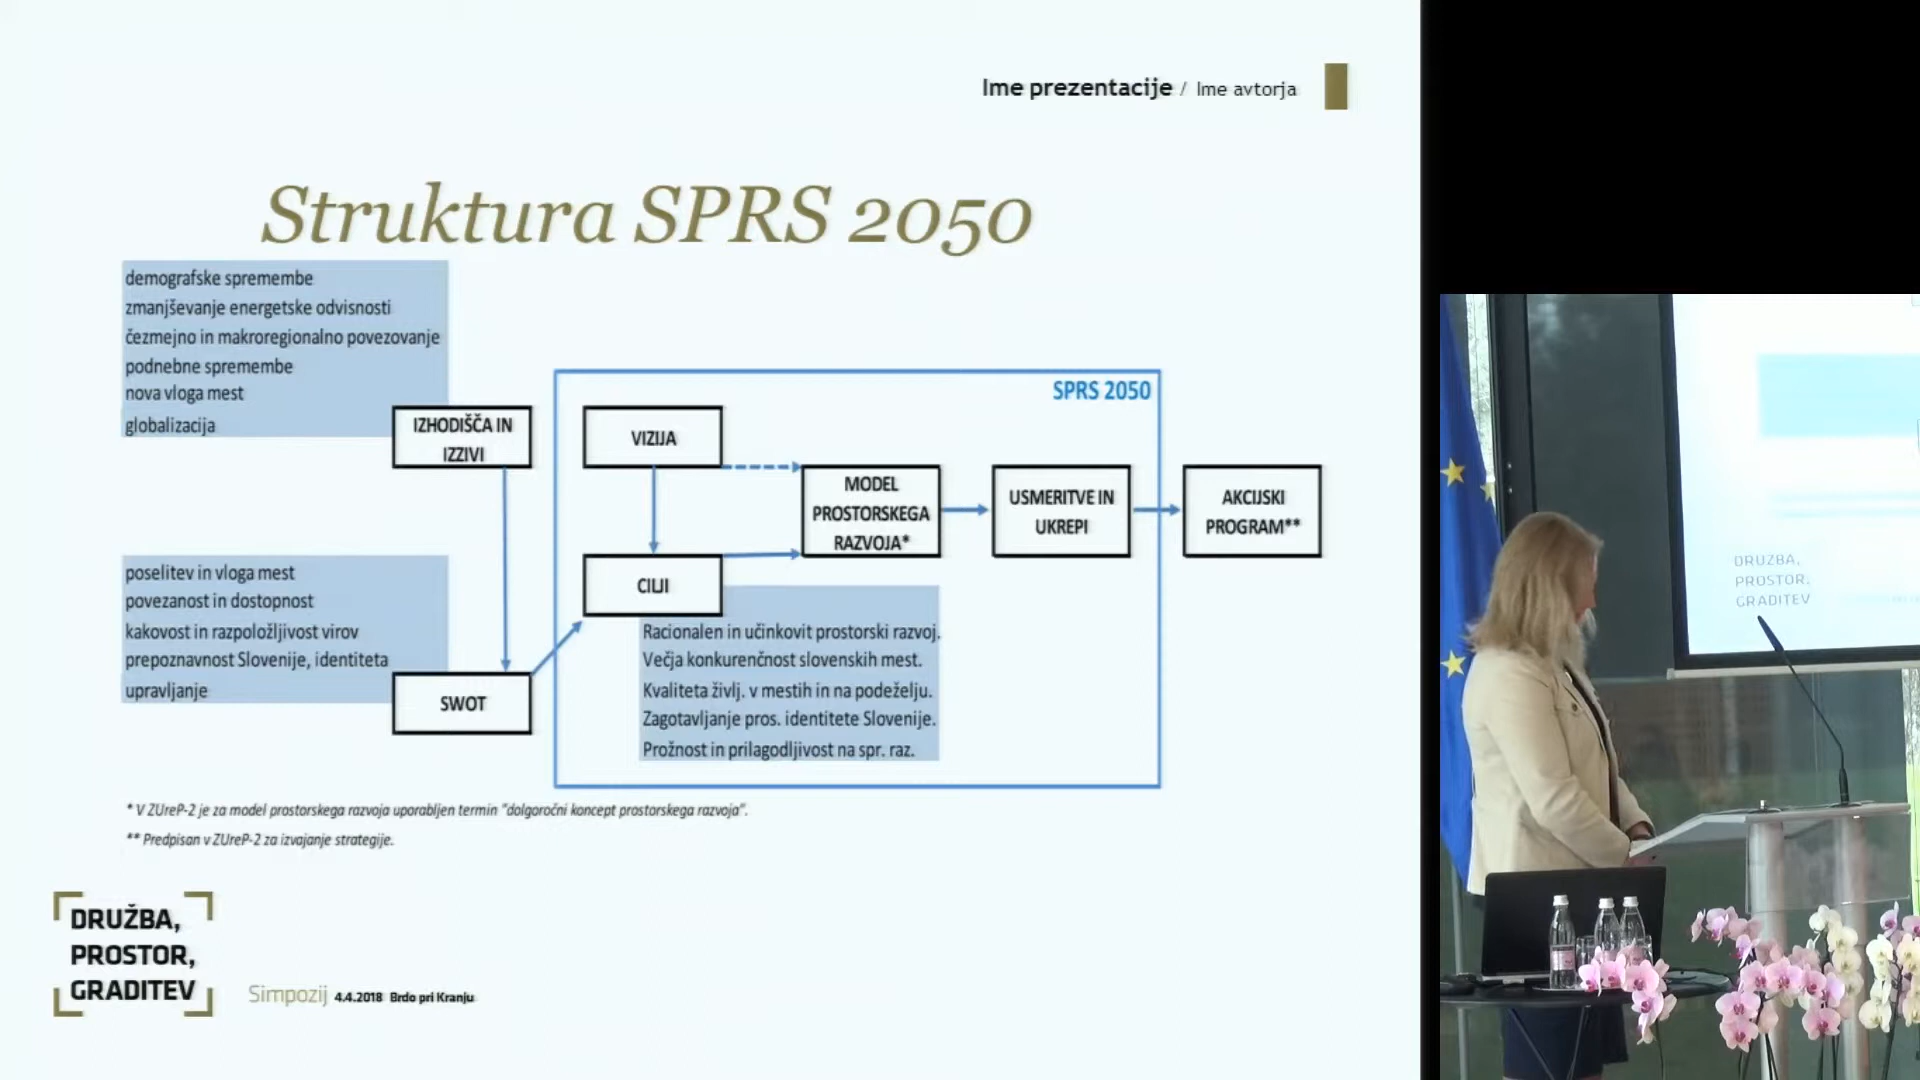 Ime prezentacije / Ime avtorja
Struktura SPRS 2050
demografske spremembe
zmanjševanje energetske odvisnosti
čezmejno in makroregionalno povezovanje
podnebne spremembe
nova vloga mest
globalizacija
IZHODIŠČA IN
IZZIVI
poselitev in vloga mest
povezanost in dostopnost
kakovost in razpoložljivost virov
prepoznavnost Slovenije, identiteta
upravljanje
SWOT
SPRS 2050
VIZIJA
CILJI
Racionalen in učinkovit prostorski razvoj.
Večja konkurenčnost slovenskih mest.
Kvaliteta življ. v mestih in na podeželju.
Zagotavljanje pros. identitete Slovenije.
Prožnost in prilagodljivost na spr. raz.
MODEL
PROSTORSKEGA
RAZVOJA*
USMERITVE IN
UKREPI
AKCIJSKI
PROGRAM**
* V ZUreP-2 je za model prostorskega razvoja uporabljen termin "dolgoročni koncept prostorskega razvoja".
** Predpisan v ZUreP-2 za izvajanje strategije.
DRUŽBA,
PROSTOR,
GRADITEV
Simpozij 4.4.2018 Brdo pri Kranju
DRUŽBA,
PROSTOR,
GRADITEV